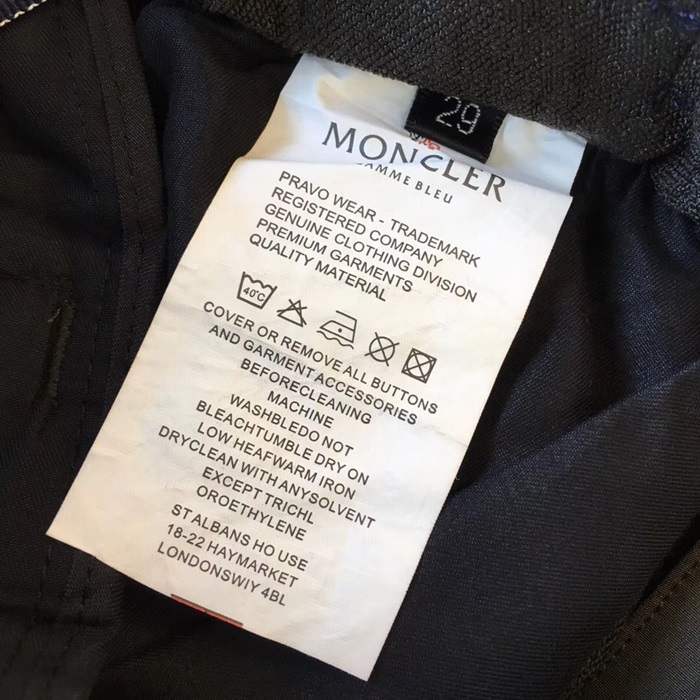 29
MONCLER
OMME BLEU
PRAVO WEAR - TRADEMARK
REGISTERED COMPANY
GENUINE CLOTHING DIVISION
PREMIUM GARMENTS
QUALITY MATERIAL
40°C
COVER OR REMOVE ALL BUTTONS
AND GARMENT ACCESSORIES
BEFORECLEANING
MACHINE
WASHBLEDO NOT
BLEACHTUMBLE DRY ON
LOW HEAFWARM IRON
DRYCLEAN WITH ANYSOLVENT
EXCEPT TRICHL
OROETHYLENE
ST ALBANS HO USE
18-22 HAYMARKET
LONDONSWIY 4BL